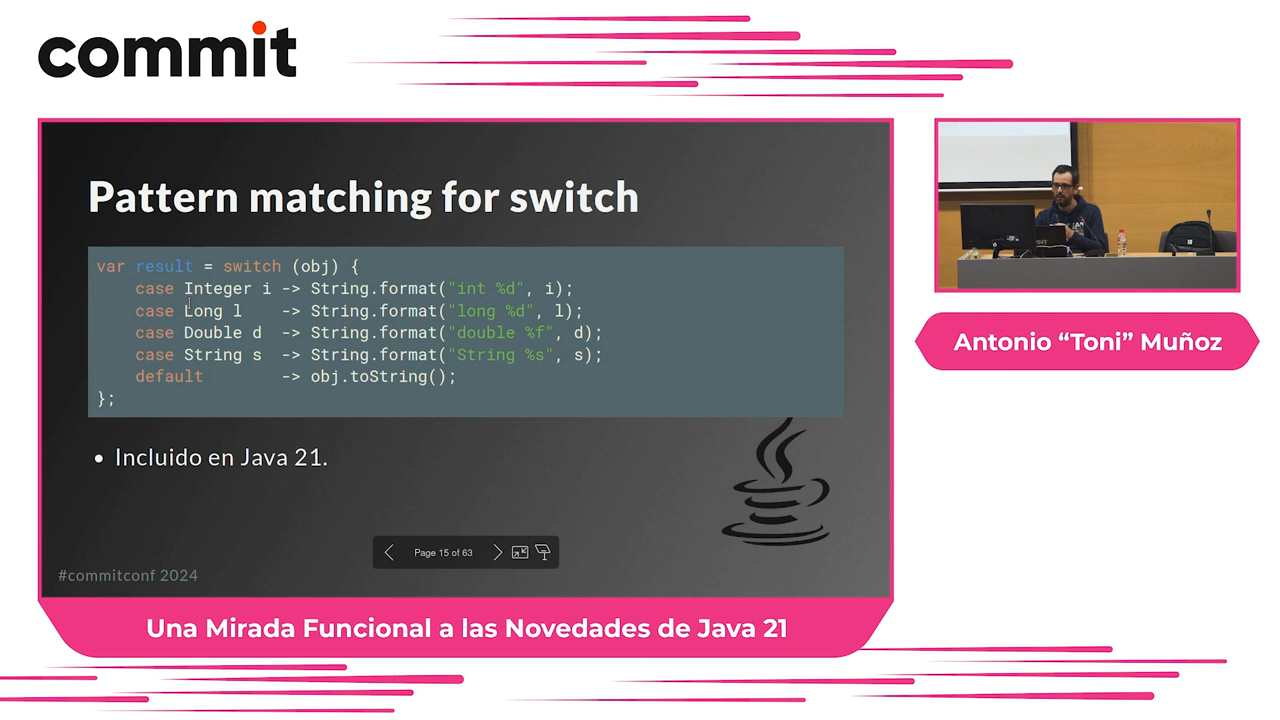 commit
Pattern matching for switch
var result = switch (obj) {
    case Integer i -> String.format("int %d", i);
    case Long l    -> String.format("long %d", l);
    case Double d  -> String.format("double %f", d);
    case String s  -> String.format("String %s", s);
    default        -> obj.toString();
};
• Incluido en Java 21.
Page 15 of 63
#commitconf 2024
Una Mirada Funcional a las Novedades de Java 21
Antonio “Toni” Muñoz